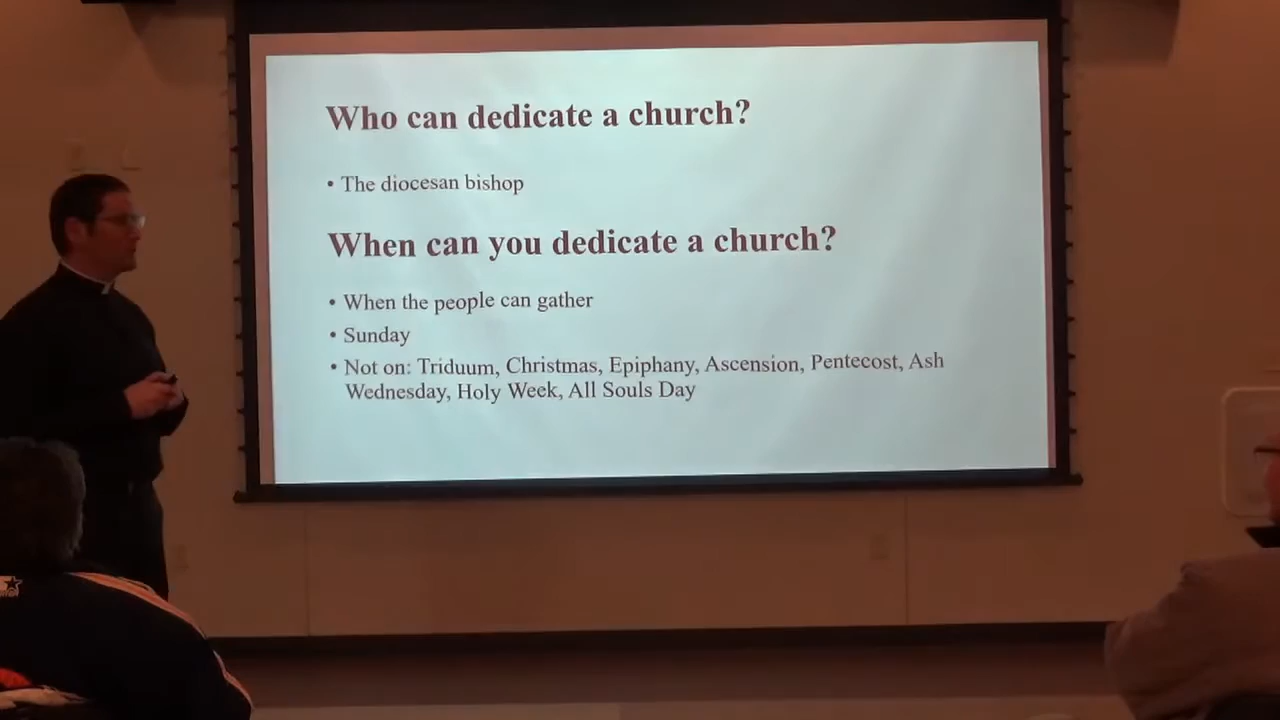 Who can dedicate a church?
• The diocesan bishop
When can you dedicate a church?
• When the people can gather
• Sunday
• Not on: Triduum, Christmas, Epiphany, Ascension, Pentecost, Ash
Wednesday, Holy Week, All Souls Day